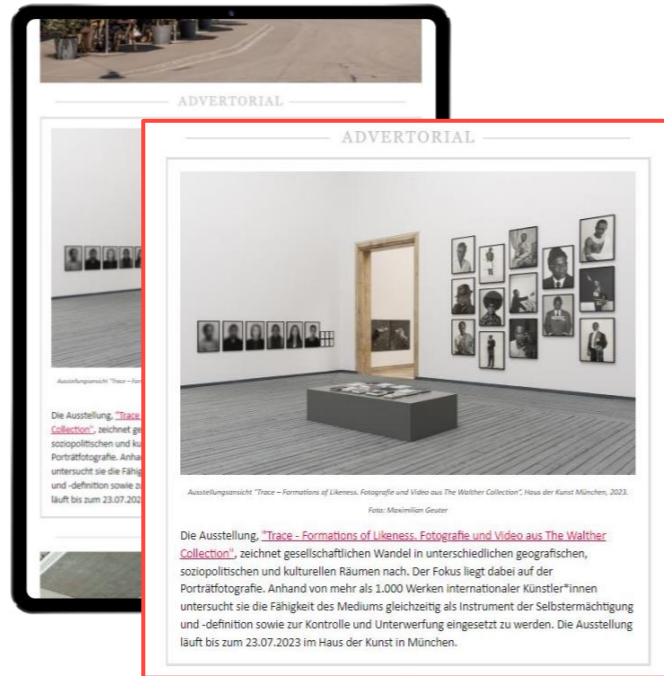 ADVERTORIAL
Ausstellungsansicht "Trace – For
Die Ausstellung, "Trace
Collection", zeichnet ge
soziopolitischen und ku
Porträtfotografie. Anha
untersucht sie die Fähig
und -definition sowie zu
läuft bis zum 23.07.202
ADVERTORIAL
Ausstellungsansicht "Trace – Formations of Likeness. Fotografie und Video aus The Walther Collection", Haus der Kunst München, 2023.
Foto: Maximilian Geuter
Die Ausstellung, "Trace - Formations of Likeness. Fotografie und Video aus The Walther
Collection", zeichnet gesellschaftlichen Wandel in unterschiedlichen geografischen,
soziopolitischen und kulturellen Räumen nach. Der Fokus liegt dabei auf der
Porträtfotografie. Anhand von mehr als 1.000 Werken internationaler Künstler*innen
untersucht sie die Fähigkeit des Mediums gleichzeitig als Instrument der Selbstermächtigung
und -definition sowie zur Kontrolle und Unterwerfung eingesetzt zu werden. Die Ausstellung
läuft bis zum 23.07.2023 im Haus der Kunst in München.